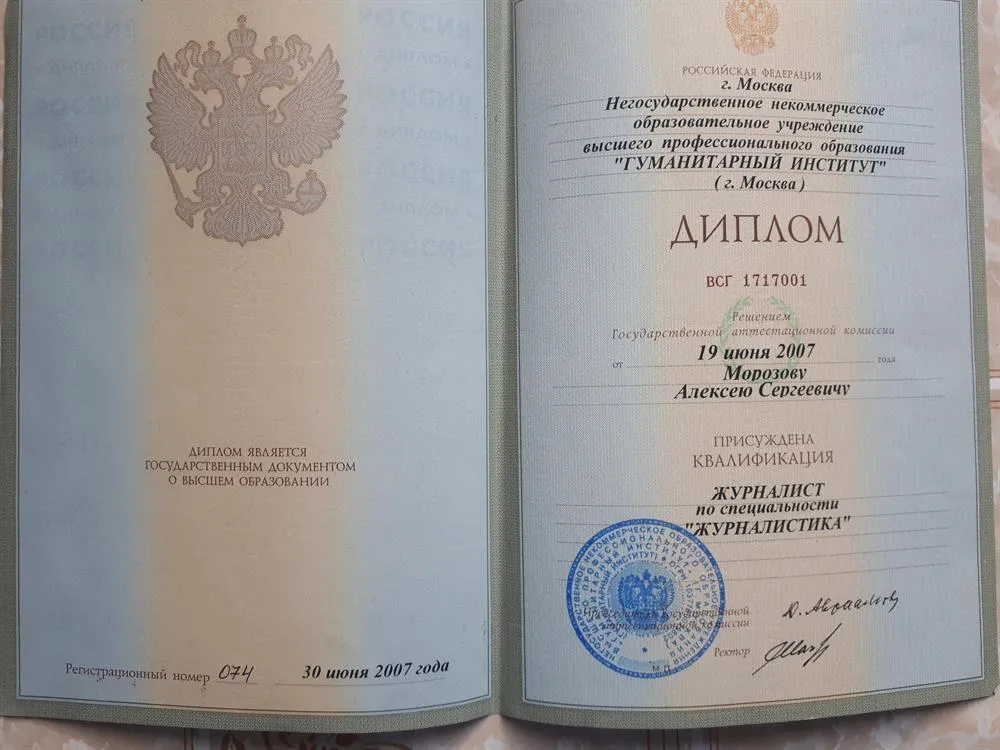 ДИПЛОМ ЯВЛЯЕТСЯ
ГОСУДАРСТВЕННЫМ ДОКУМЕНТОМ
О ВЫСШЕМ ОБРАЗОВАНИИ
Регистрационный номер 074 30 июня 2007 года
РОССИЙСКАЯ ФЕДЕРАЦИЯ
г. Москва
Негосударственное некоммерческое
образовательное учреждение
высшего профессионального образования
"ГУМАНИТАРНЫЙ ИНСТИТУТ"
( г. Москва )
ДИПЛОМ
ВСГ 1717001
Решением
Государственной аттестационной комиссии
от 19 июня 2007 года
Морозову
Алексею Сергеевичу
ПРИСУЖДЕНА
КВАЛИФИКАЦИЯ
ЖУРНАЛИСТ
по специальности
"ЖУРНАЛИСТИКА"
Председатель государственной
аттестационной комиссии
Ректор
М.П.